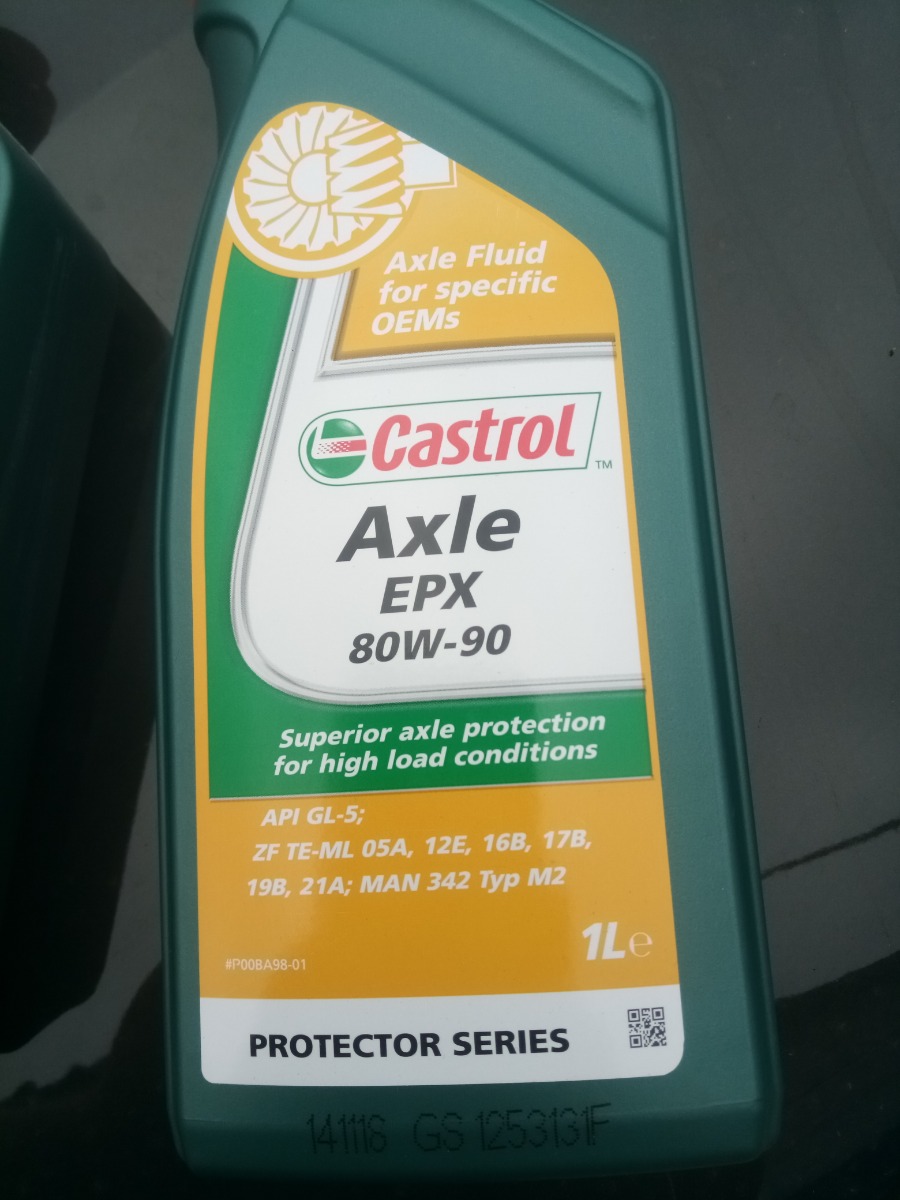 Axle Fluid
for specific
OEMs
Castrol
TM
Axle
EPX
80W-90
Superior axle protection
for high load conditions
API GL-5;
ZF TE-ML 05A, 12E, 16B, 17B,
19B, 21A; MAN 342 Typ M2
1L e
#P00BA98-01
PROTECTOR SERIES
141118 GS 1253131F